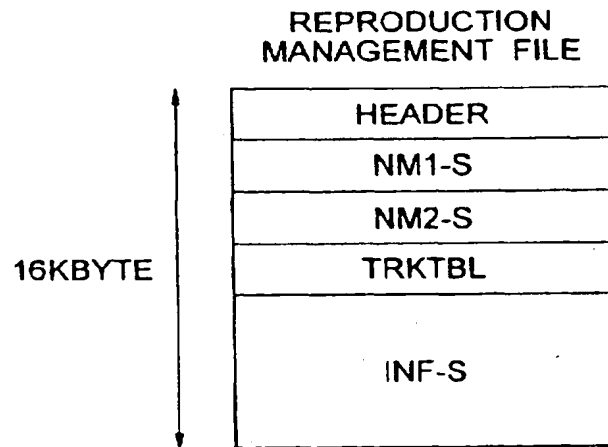 REPRODUCTION
MANAGEMENT FILE
HEADER
NM1-S
NM2-S
16KBYTE
TRKTBL
INF-S